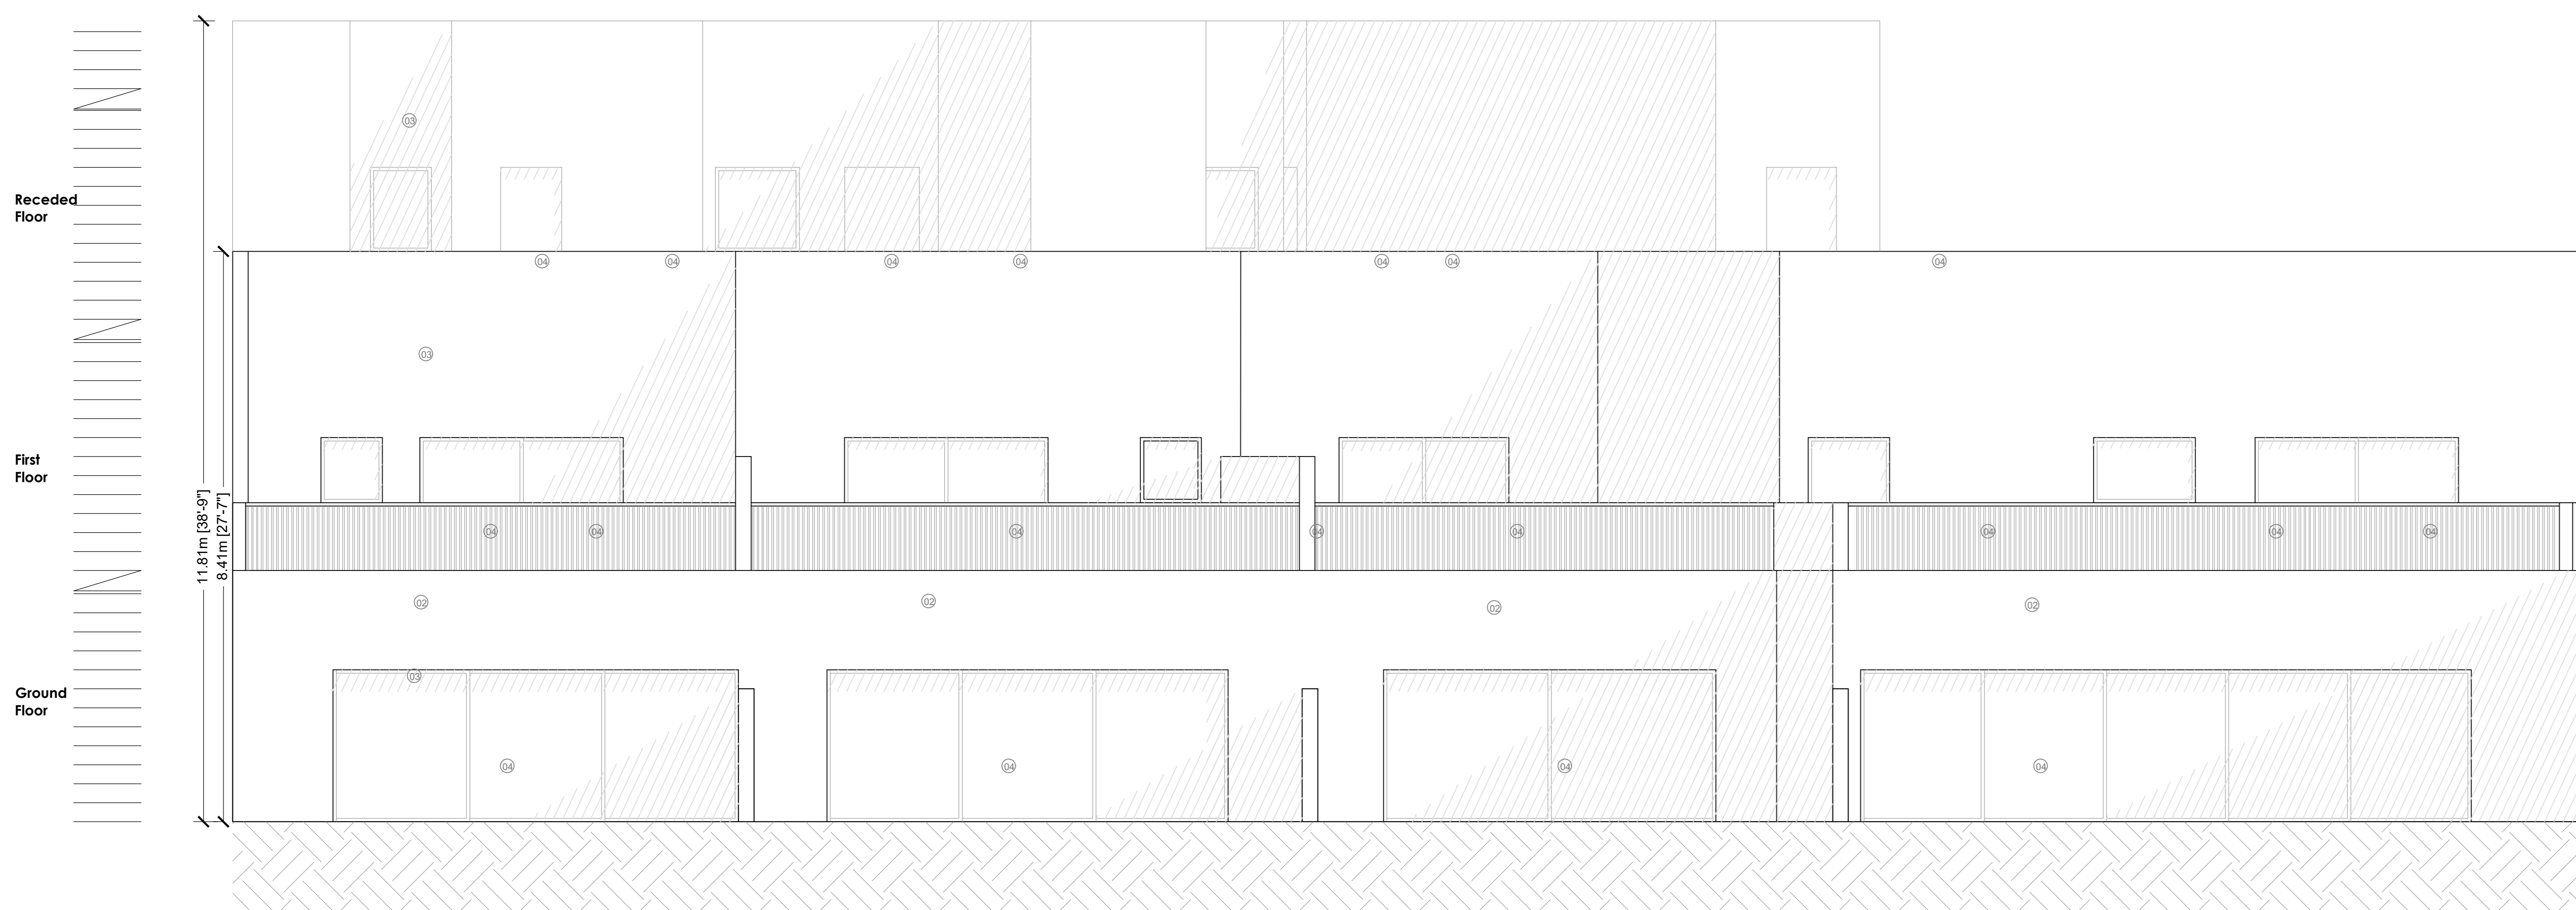 03
Receded
Floor
04 04 04 04 04 04 04
03
First
Floor
11.81m [38'-9"]
8.41m [27'-7"]
04 04 04 04 04 04 04 04
02 02 02 02
03
Ground
Floor
04 04 04 04